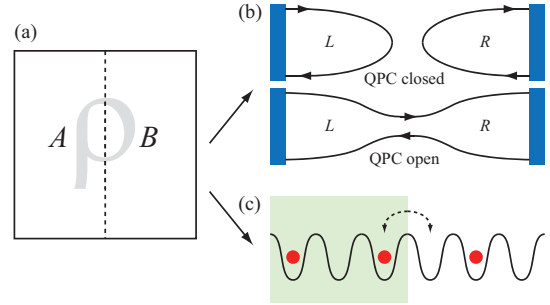 (a)
A ρ B
(b)
L R
QPC closed
L R
QPC open
(c)